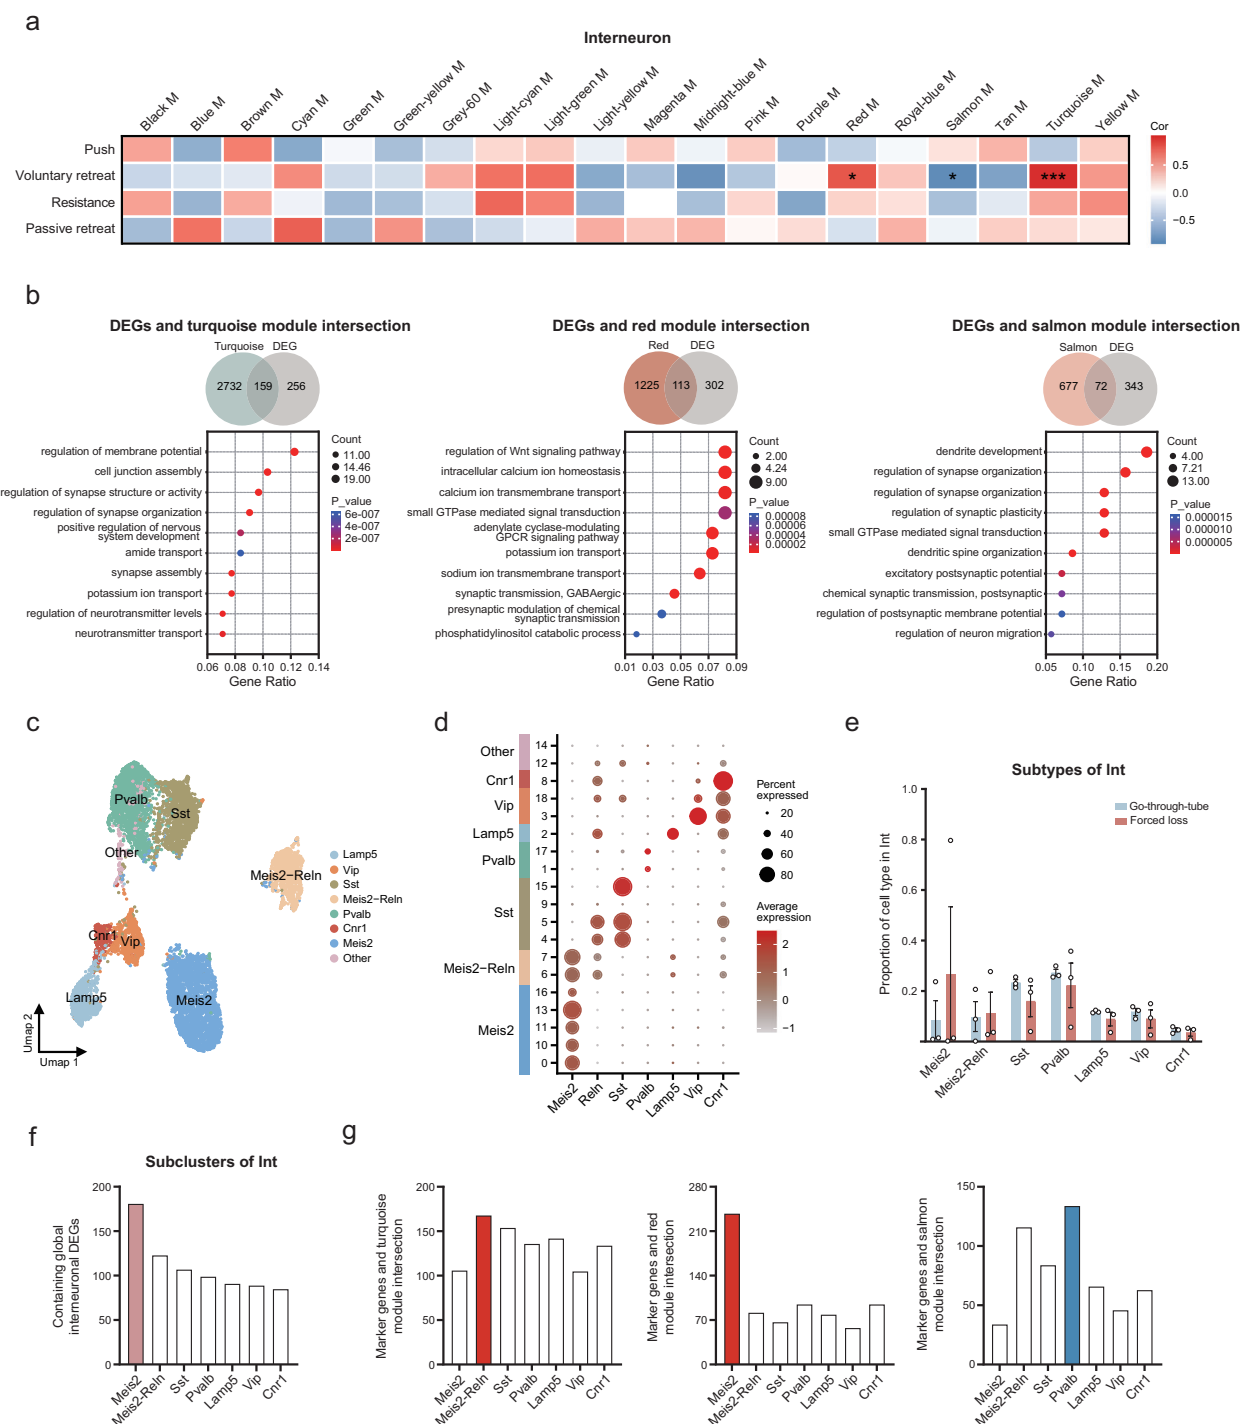 a
Interneuron
Black M
Blue M
Brown M
Cyan M
Green M
Green-yellow M
Grey-60 M
Light-cyan M
Light-green M
Light-yellow M
Magenta M
Midnight-blue M
Pink M
Purple M
Red M
Royal-blue M
Salmon M
Tan M
Turquoise M
Yellow M
Push
Voluntary retreat
Resistance
Passive retreat
* * ***
Cor
0.5
0.0
−0.5
b
DEGs and turquoise module intersection
Turquoise DEG
2732 159 256
regulation of membrane potential
cell junction assembly
regulation of synapse structure or activity
regulation of synapse organization
positive regulation of nervous
system development
amide transport
synapse assembly
potassium ion transport
regulation of neurotransmitter levels
neurotransmitter transport
0.06 0.08 0.10 0.12 0.14
Gene Ratio
Count
11.00
14.46
19.00
P_value
6e-007
4e-007
2e-007
DEGs and red module intersection
Red DEG
1225 113 302
regulation of Wnt signaling pathway
intracellular calcium ion homeostasis
calcium ion transmembrane transport
small GTPase mediated signal transduction
adenylate cyclase-modulating
GPCR signaling pathway
potassium ion transport
sodium ion transmembrane transport
synaptic transmission, GABAergic
presynaptic modulation of chemical
synaptic transmission
phosphatidylinositol catabolic process
0.01 0.03 0.05 0.07 0.09
Gene Ratio
Count
2.00
4.24
9.00
P_value
0.00008
0.00006
0.00004
0.00002
DEGs and salmon module intersection
Salmon DEG
677 72 343
dendrite development
regulation of synapse organization
regulation of synapse organization
regulation of synaptic plasticity
small GTPase mediated signal transduction
dendritic spine organization
excitatory postsynaptic potential
chemical synaptic transmission, postsynaptic
regulation of postsynaptic membrane potential
regulation of neuron migration
0.05 0.10 0.15 0.20
Gene Ratio
Count
4.00
7.21
13.00
P_value
0.000015
0.000010
0.000005
c
Pvalb
Sst
Other
Meis2−Reln
Cnr1
Vip
Lamp5
Meis2
Umap 2
Umap 1
Lamp5
Vip
Sst
Meis2−Reln
Pvalb
Cnr1
Meis2
Other
d
Other
Cnr1
Vip
Lamp5
Pvalb
Sst
Meis2−Reln
Meis2
14
12
8
18
3
2
17
1
15
9
5
4
7
6
16
13
11
10
0
Meis2
Reln
Sst
Pvalb
Lamp5
Vip
Cnr1
Percent
expressed
20
40
60
80
Average
expression
2
1
0
−1
e
Subtypes of Int
Proportion of cell type in Int
1.0
0.8
0.6
0.4
0.2
Go-through-tube
Forced loss
Meis2
Meis2-Reln
Sst
Pvalb
Lamp5
Vip
Cnr1
f
Subclusters of Int
Containing global
interneuronal DEGs
200
150
100
50
0
Meis2
Meis2-Reln
Sst
Pvalb
Lamp5
Vip
Cnr1
g
Marker genes and turquoise
module intersection
200
150
100
50
0
Meis2
Meis2-Reln
Sst
Pvalb
Lamp5
Vip
Cnr1
Marker genes and red
module intersection
280
210
140
70
0
Meis2
Meis2-Reln
Sst
Pvalb
Lamp5
Vip
Cnr1
Marker genes and salmon
module intersection
150
100
50
0
Meis2
Meis2-Reln
Sst
Pvalb
Lamp5
Vip
Cnr1